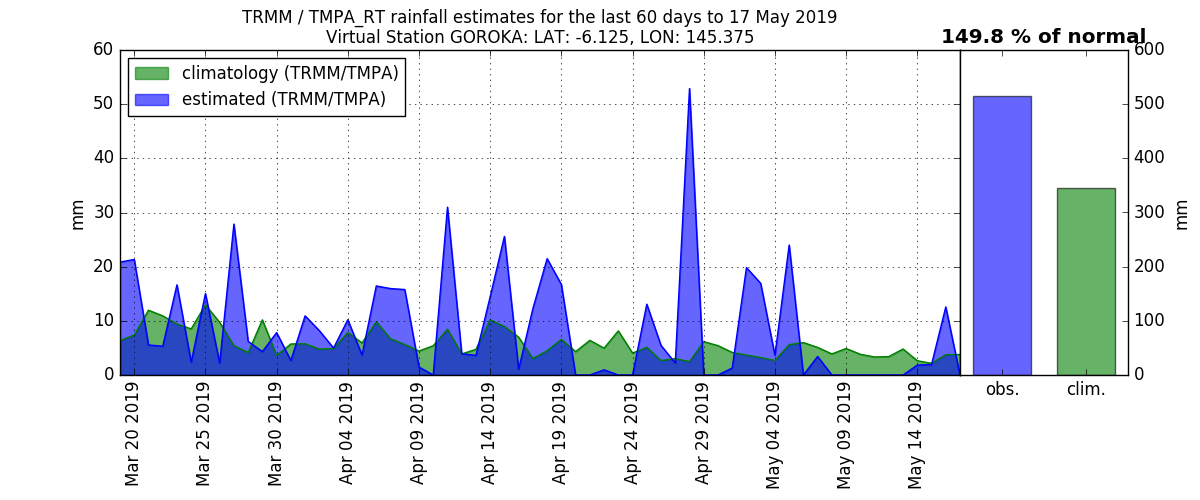 TRMM / TMPA_RT rainfall estimates for the last 60 days to 17 May 2019
Virtual Station GOROKA: LAT: -6.125, LON: 145.375
149.8 % of normal
climatology (TRMM/TMPA)
estimated (TRMM/TMPA)
60
50
40
30
20
10
0
mm
600
500
400
300
200
100
0
mm
Mar 20 2019
Mar 25 2019
Mar 30 2019
Apr 04 2019
Apr 09 2019
Apr 14 2019
Apr 19 2019
Apr 24 2019
Apr 29 2019
May 04 2019
May 09 2019
May 14 2019
obs.
clim.